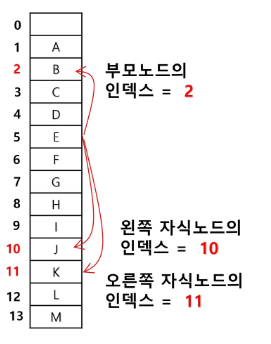 0
1 A
2 B
3 C
4 D
5 E
6 F
7 G
8 H
9 I
10 J
11 K
12 L
13 M
부모노드의
인덱스 = 2
왼쪽 자식노드의
인덱스 = 10
오른쪽 자식노드의
인덱스 = 11